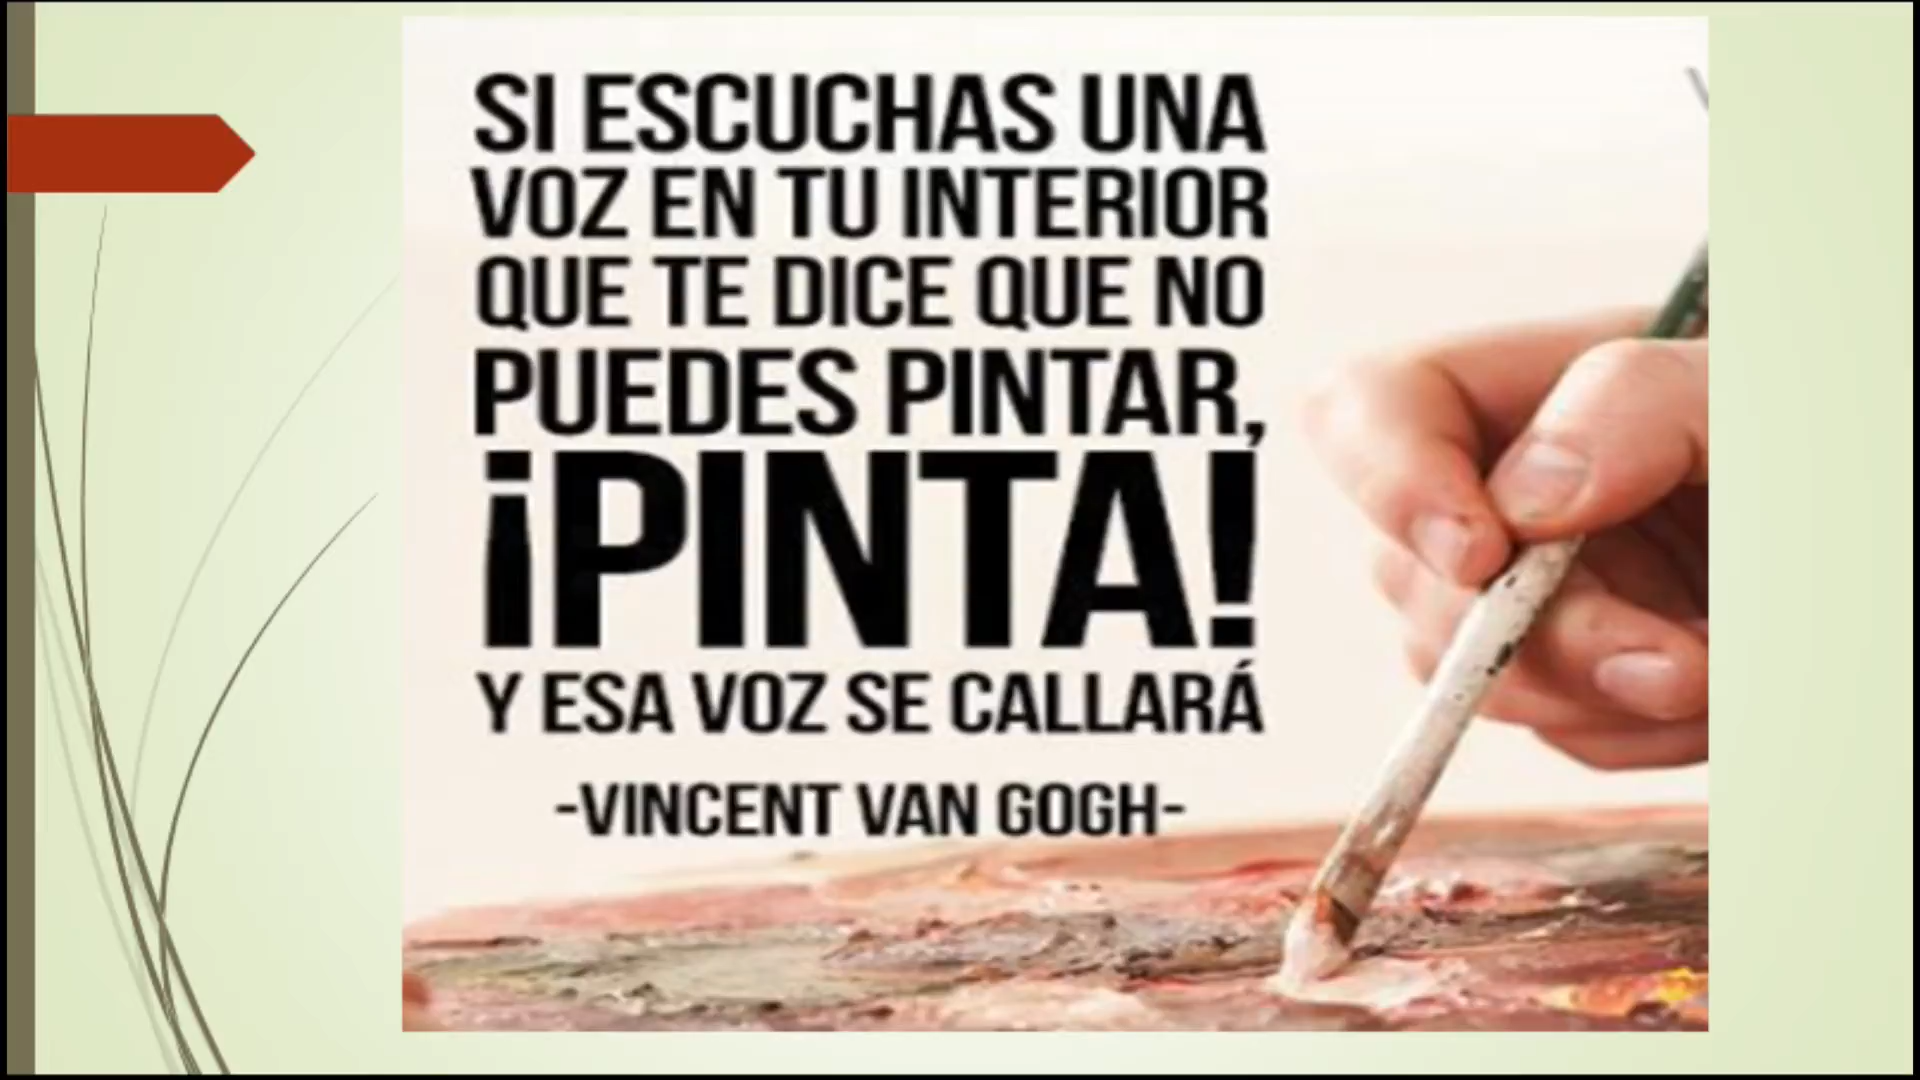 SI ESCUCHAS UNA
VOZ EN TU INTERIOR
QUE TE DICE QUE NO
PUEDES PINTAR,
¡PINTA!
Y ESA VOZ SE CALLARÁ
-VINCENT VAN GOGH-